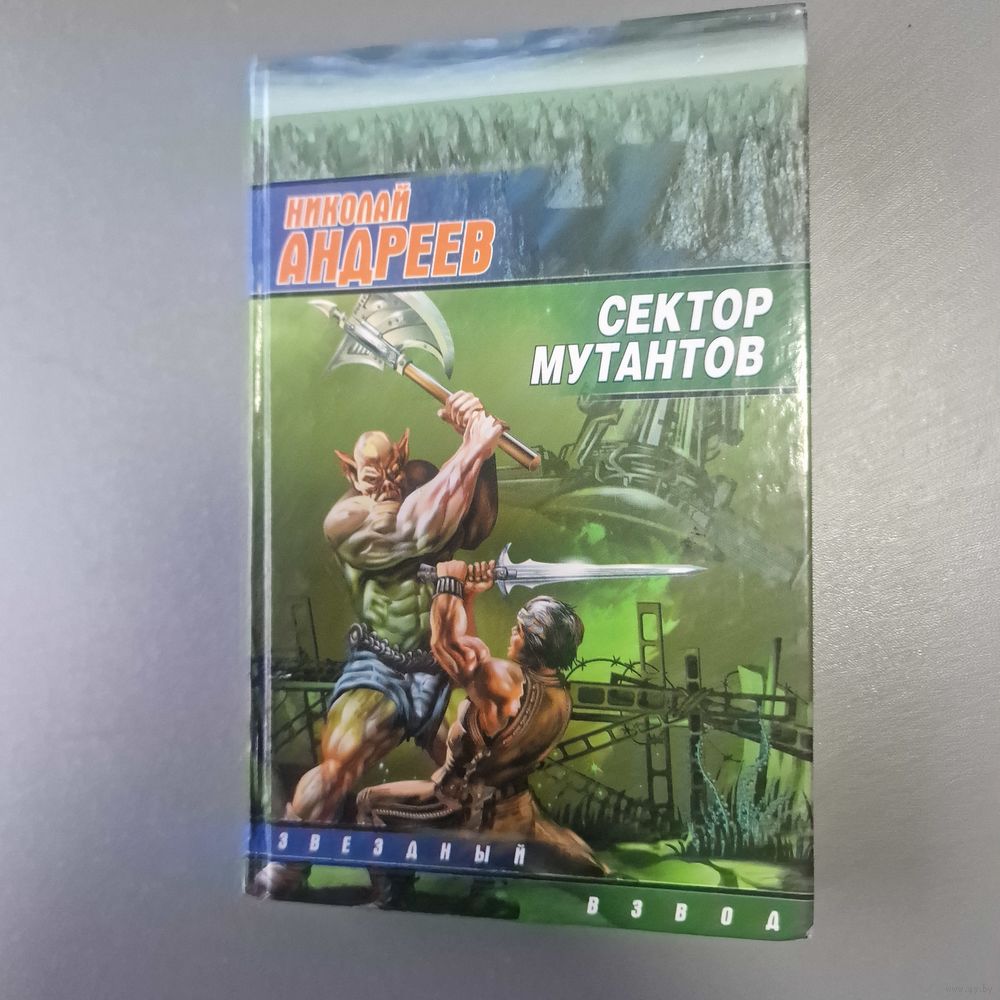 НИКОЛАЙ
АНДРЕЕВ
СЕКТОР
МУТАНТОВ
ЗВЕЗДНЫЙ
ВЗВОД